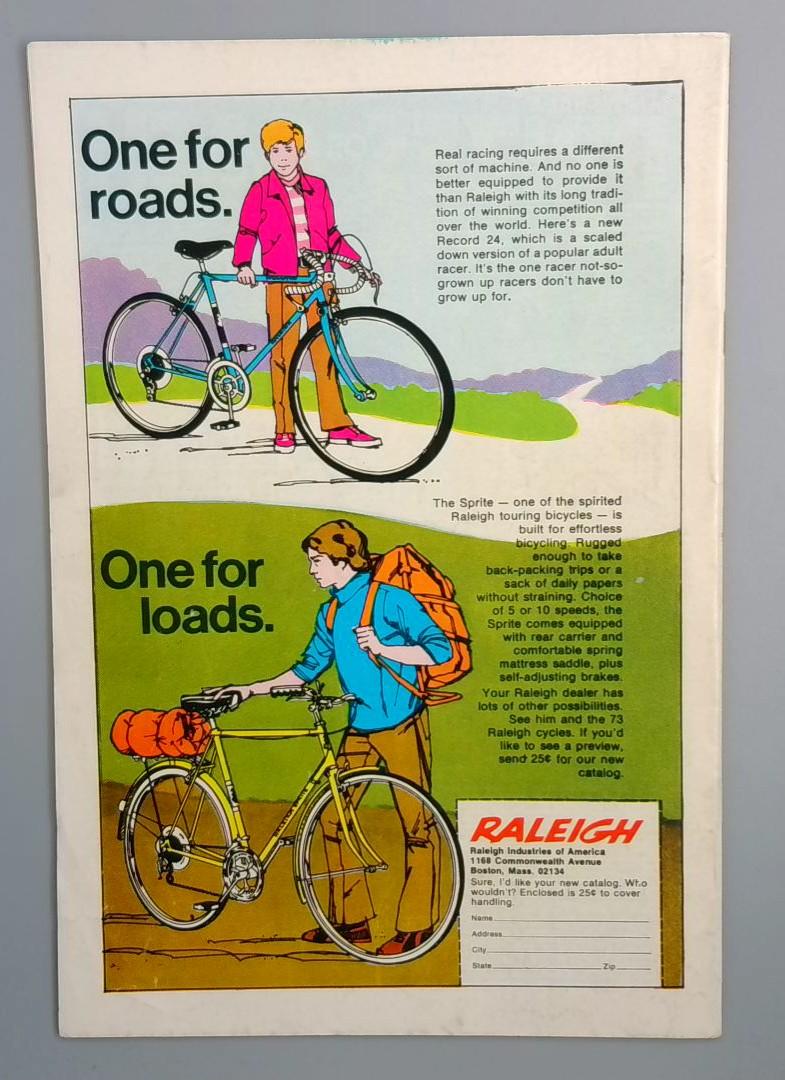 One for
roads.
Real racing requires a different
sort of machine. And no one is
better equipped to provide it
than Raleigh with its long tradi-
tion of winning competition all
over the world. Here's a new
Record 24, which is a scaled
down version of a popular adult
racer. It's the one racer not-so-
grown up racers don't have to
grow up for.
The Sprite — one of the spirited
Raleigh touring bicycles — is
built for effortless
bicycling. Rugged
enough to take
back-packing trips or a
sack of daily papers
without straining. Choice
of 5 or 10 speeds, the
Sprite comes equipped
with rear carrier and
comfortable spring
mattress saddle, plus
self-adjusting brakes.
Your Raleigh dealer has
lots of other possibilities.
See him and the 73
Raleigh cycles. If you'd
like to see a preview,
send 25¢ for our new
catalog.
One for
loads.
RALEIGH
Raleigh Industries of America
1168 Commonwealth Avenue
Boston, Mass. 02134
Sure, I'd like your new catalog. Who
wouldn't? Enclosed is 25¢ to cover
handling.
Name
Address
City
State Zip